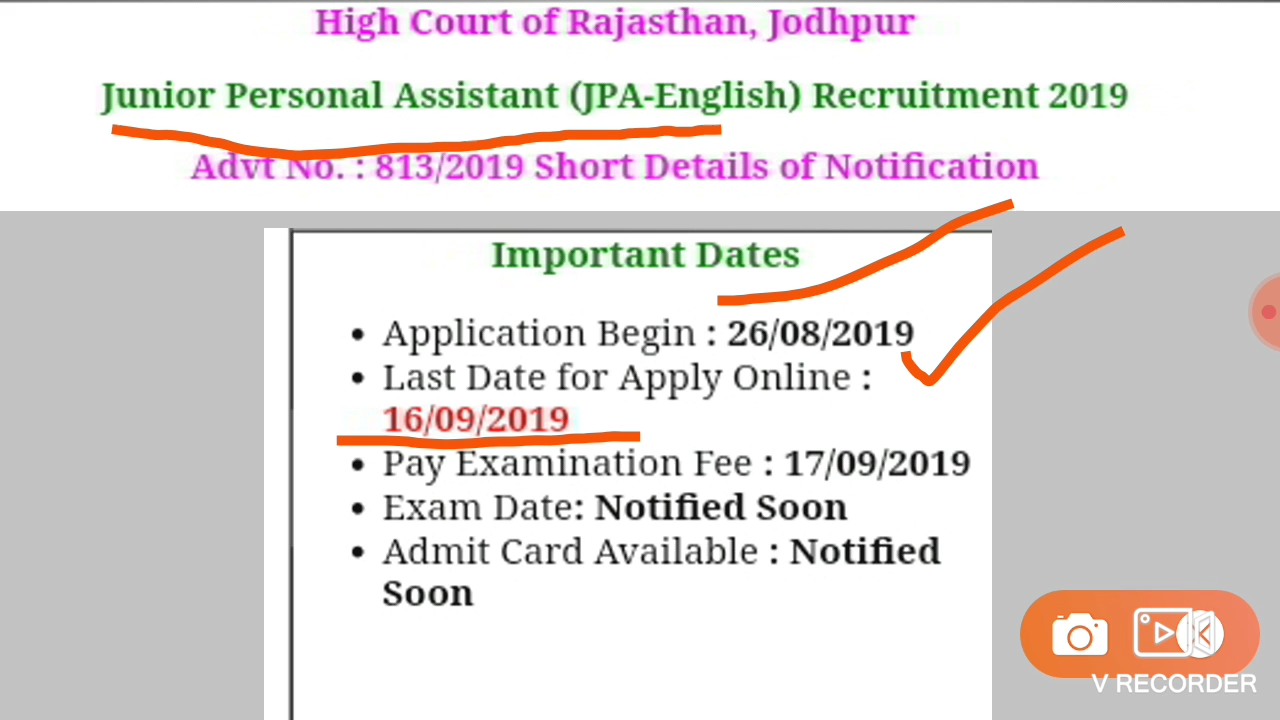 High Court of Rajasthan, Jodhpur
Junior Personal Assistant (JPA-English) Recruitment 2019
Advt No. : 813/2019 Short Details of Notification
Important Dates
• Application Begin : 26/08/2019
• Last Date for Apply Online :
16/09/2019
• Pay Examination Fee : 17/09/2019
• Exam Date: Notified Soon
• Admit Card Available : Notified
Soon
V RECORDER